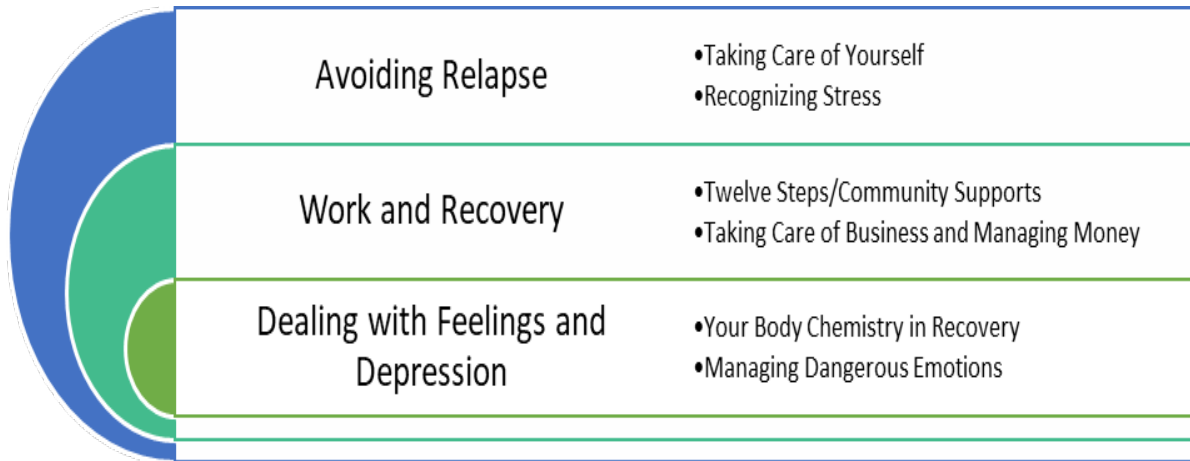 Avoiding Relapse
•Taking Care of Yourself
•Recognizing Stress
Work and Recovery
•Twelve Steps/Community Supports
•Taking Care of Business and Managing Money
Dealing with Feelings and
Depression
•Your Body Chemistry in Recovery
•Managing Dangerous Emotions